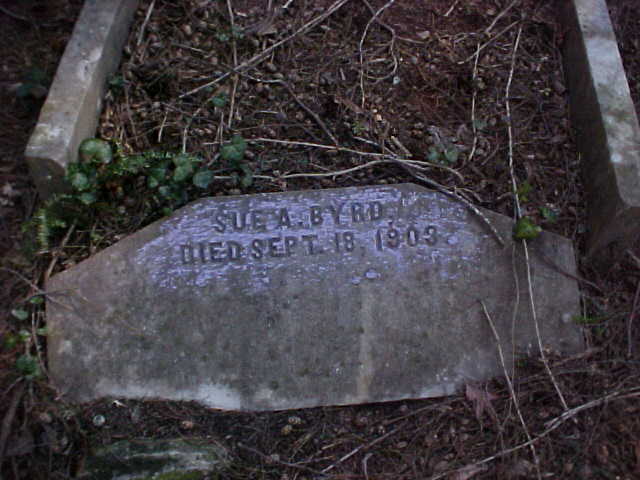 SUE A. BYRD.
DIED SEPT. 18, 1903.